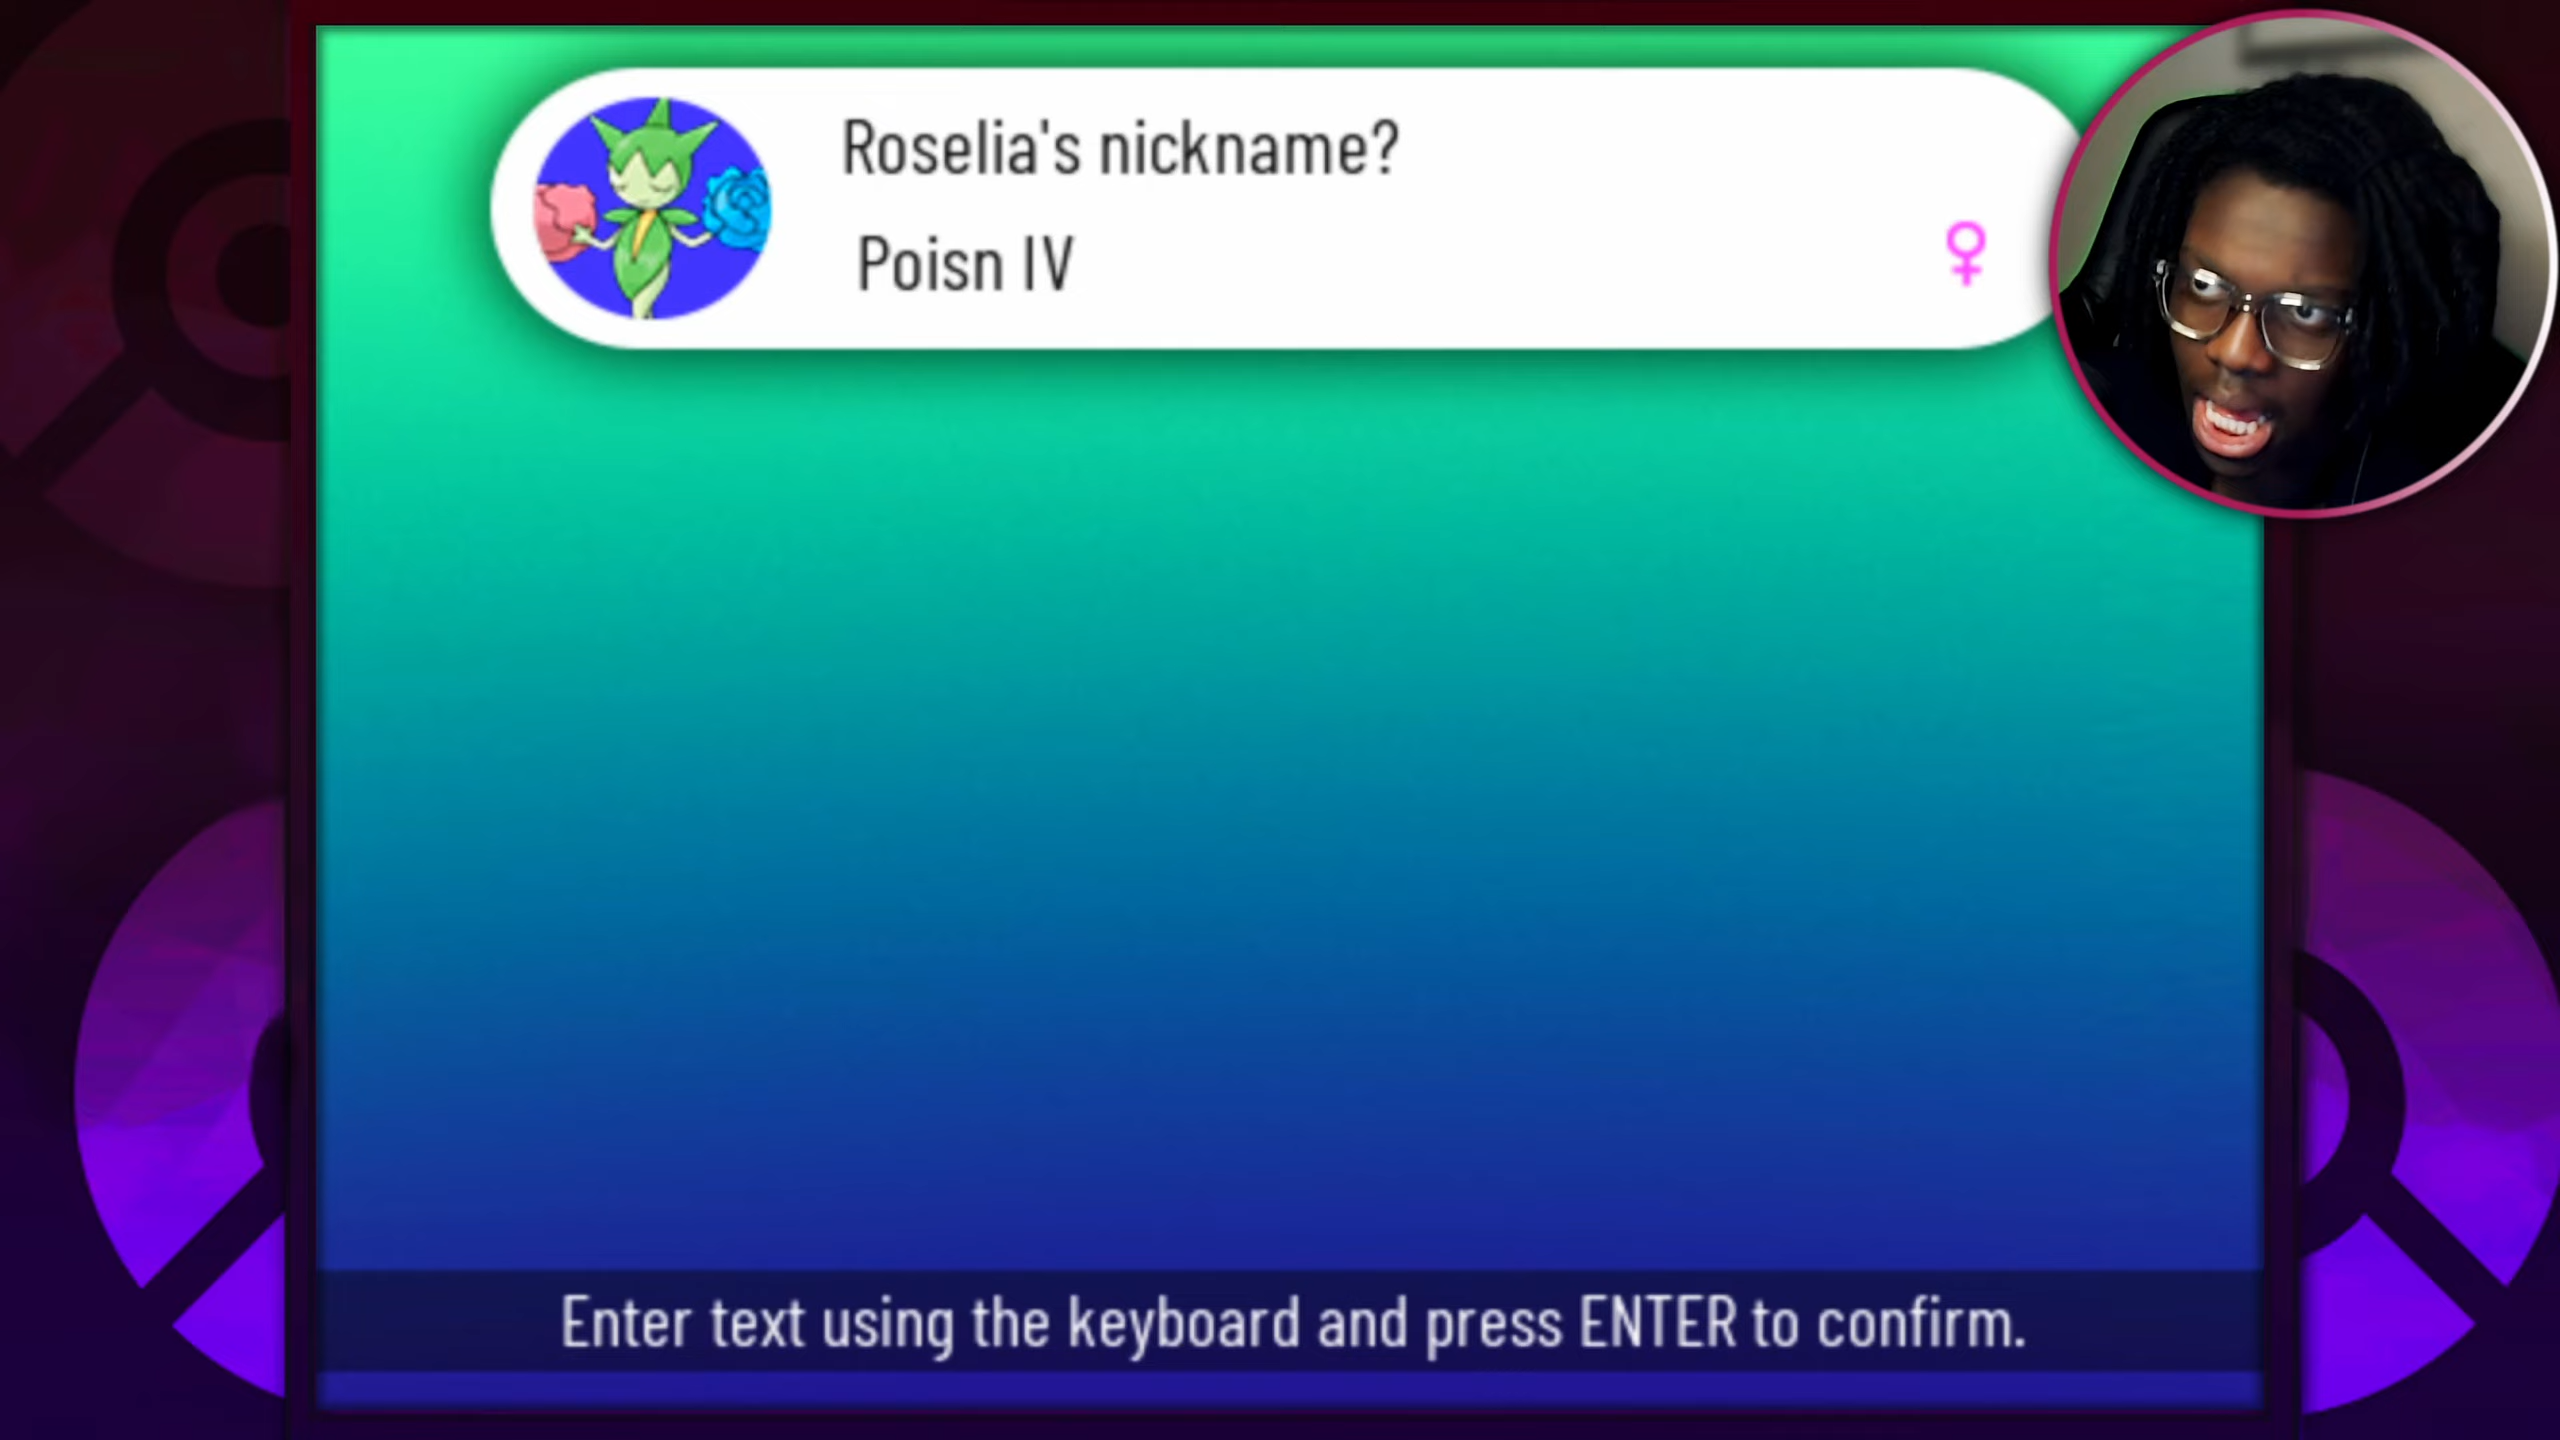 Roselia's nickname?
Poisn IV
♀
Enter text using the keyboard and press ENTER to confirm.